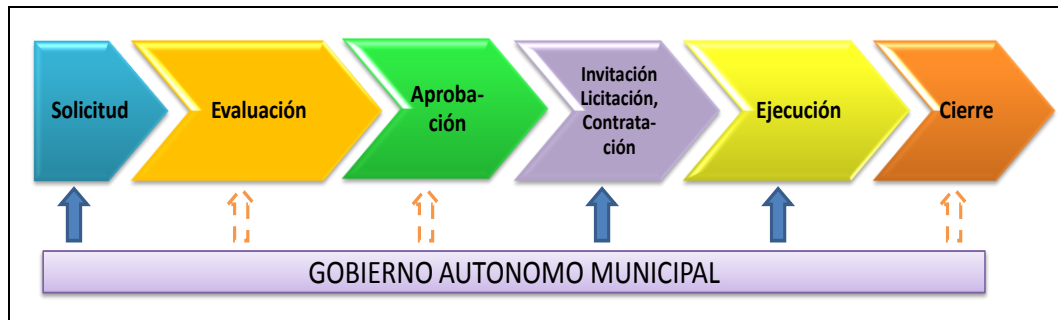 Solicitud
Evaluación
Aproba-
ción
Invitación
Licitación,
Contrata-
ción
Ejecución
Cierre
GOBIERNO AUTONOMO MUNICIPAL